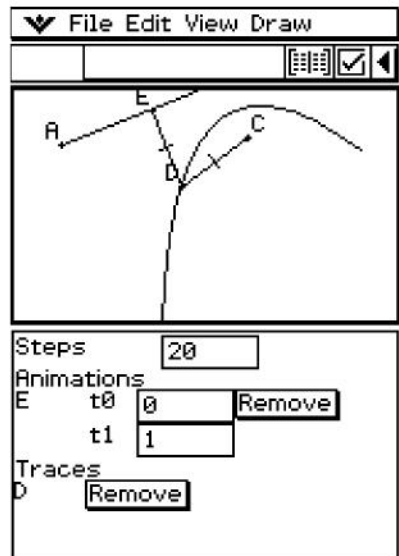 File Edit View Draw
E
A
C
D
Steps 20
Animations
E t0 0 Remove
t1 1
Traces
D Remove